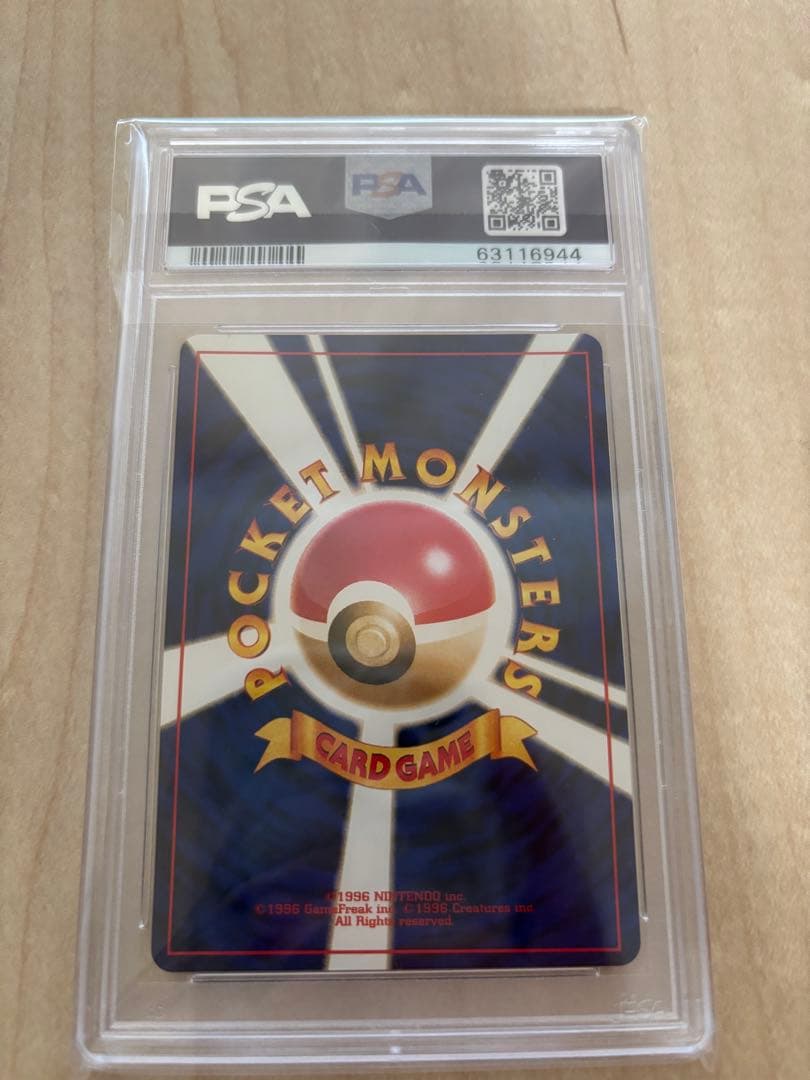 PSA
PSA
63116944
POCKET MONSTERS
CARD GAME
©1996 NINTENDO inc.
©1996 GameFreak inc. ©1996 Creatures inc.
All Rights reserved.